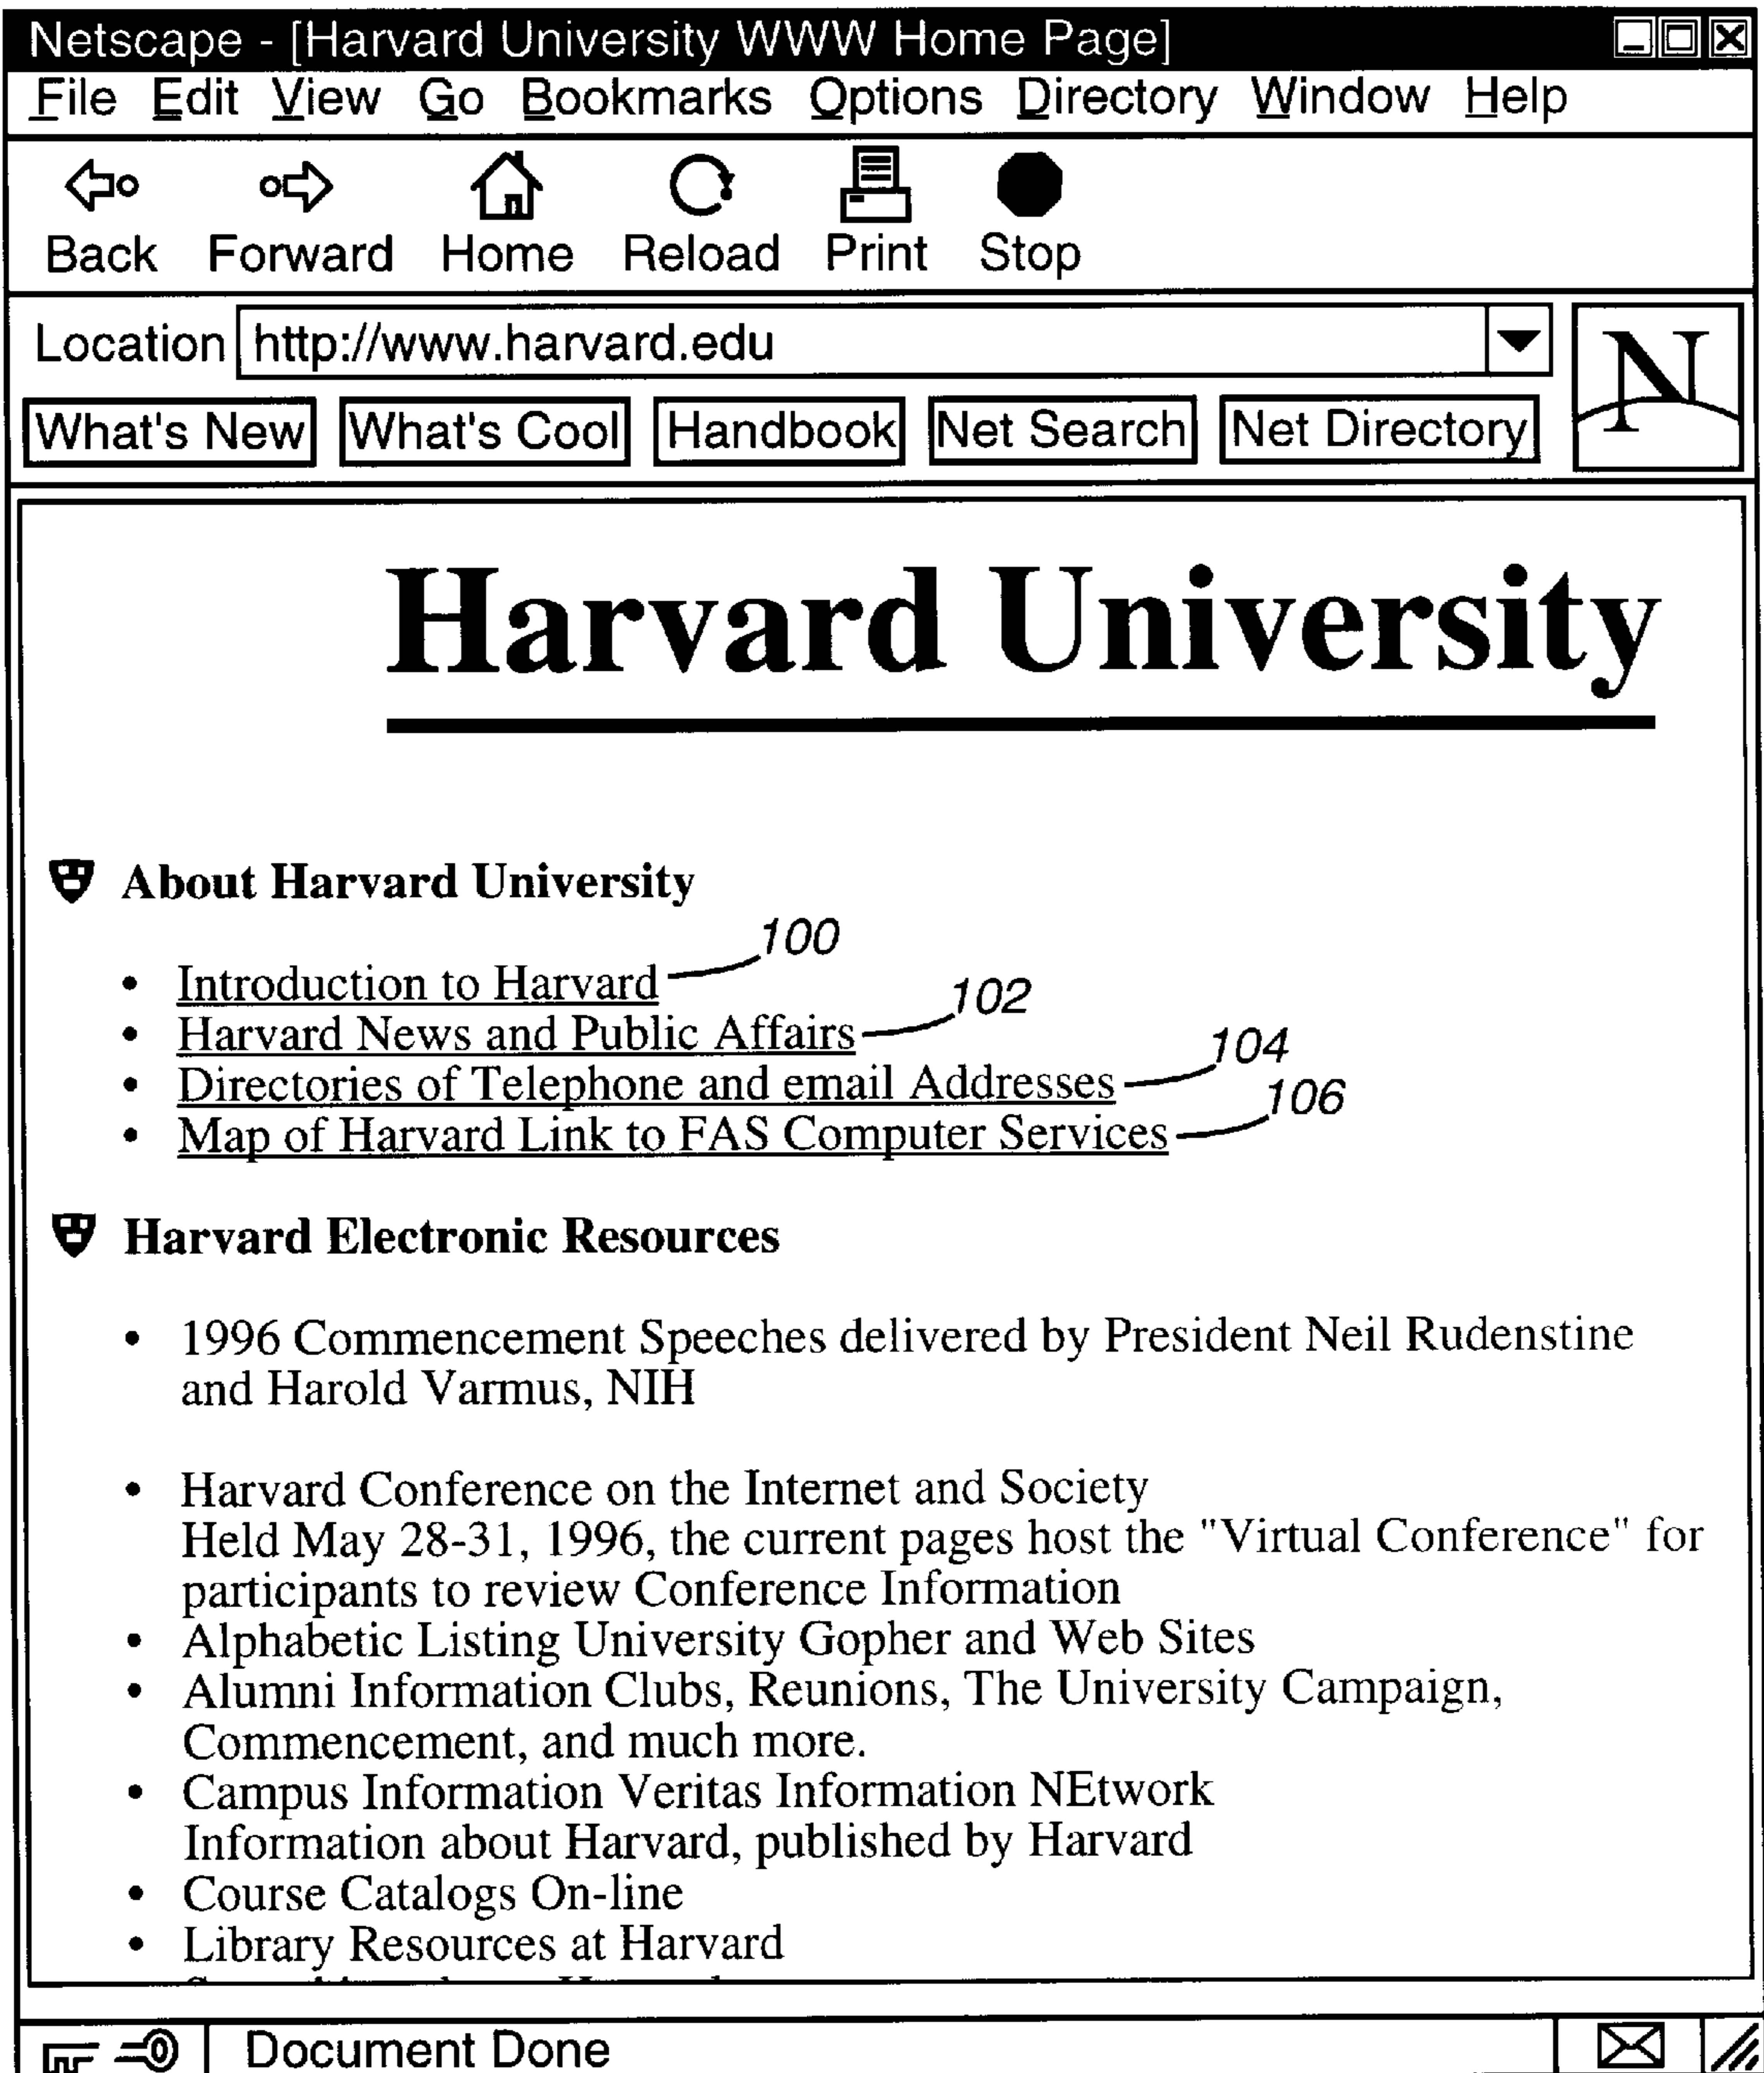 Netscape - [Harvard University WWW Home Page]
File Edit View Go Bookmarks Options Directory Window Help
Back Forward Home Reload Print Stop
Location http://www.harvard.edu
N
What's New What's Cool Handbook Net Search Net Directory
Harvard University
About Harvard University
100
• Introduction to Harvard
102
• Harvard News and Public Affairs
104
• Directories of Telephone and email Addresses
106
• Map of Harvard Link to FAS Computer Services
Harvard Electronic Resources
• 1996 Commencement Speeches delivered by President Neil Rudenstine
and Harold Varmus, NIH
• Harvard Conference on the Internet and Society
Held May 28-31, 1996, the current pages host the "Virtual Conference" for
participants to review Conference Information
• Alphabetic Listing University Gopher and Web Sites
• Alumni Information Clubs, Reunions, The University Campaign,
Commencement, and much more.
• Campus Information Veritas Information NEtwork
Information about Harvard, published by Harvard
• Course Catalogs On-line
• Library Resources at Harvard
Document Done